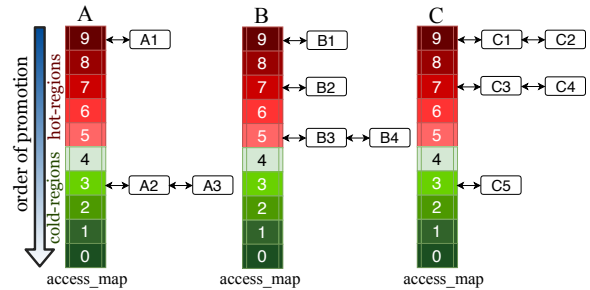 A B C
9 A1 9 B1 9 C1 C2
8 8 8
7 7 B2 7 C3 C4
6 6 6
5 5 B3 B4 5
4 4 4
3 A2 A3 3 3 C5
2 2 2
1 1 1
0 0 0
access_map access_map access_map
order of promotion
hot-regions
cold-regions